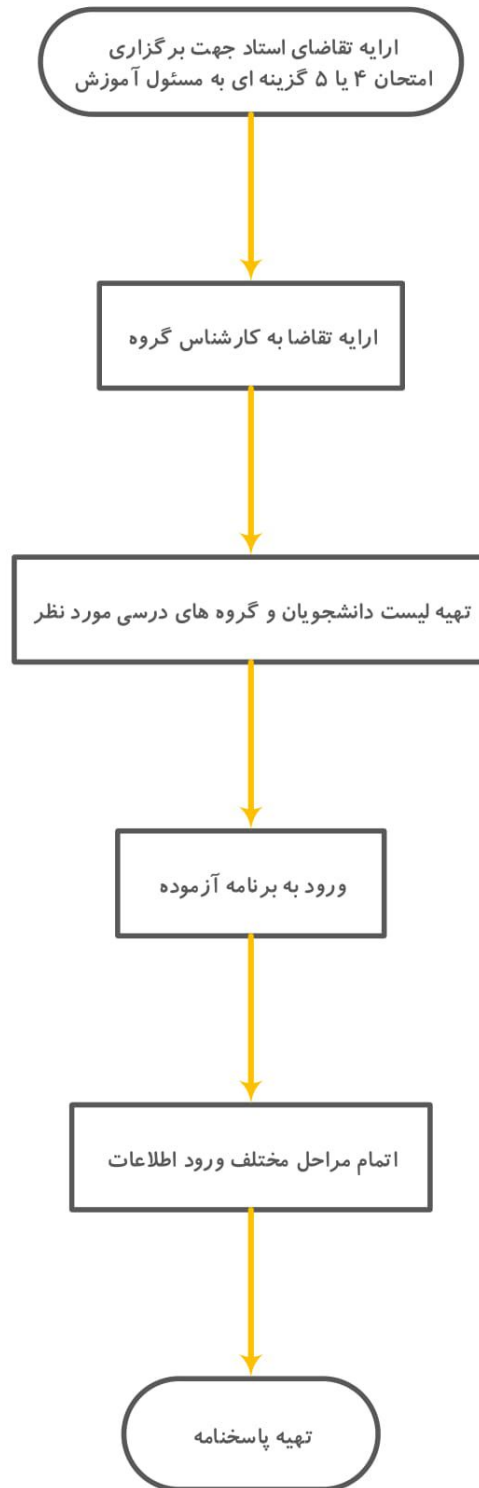 ارایه تقاضای استاد جهت برگزاری
امتحان ۴ یا ۵ گزینه ای به مسئول آموزش
ارایه تقاضا به کارشناس گروه
تهیه لیست دانشجویان و گروه های درسی مورد نظر
ورود به برنامه آزموده
اتمام مراحل مختلف ورود اطلاعات
تهیه پاسخنامه